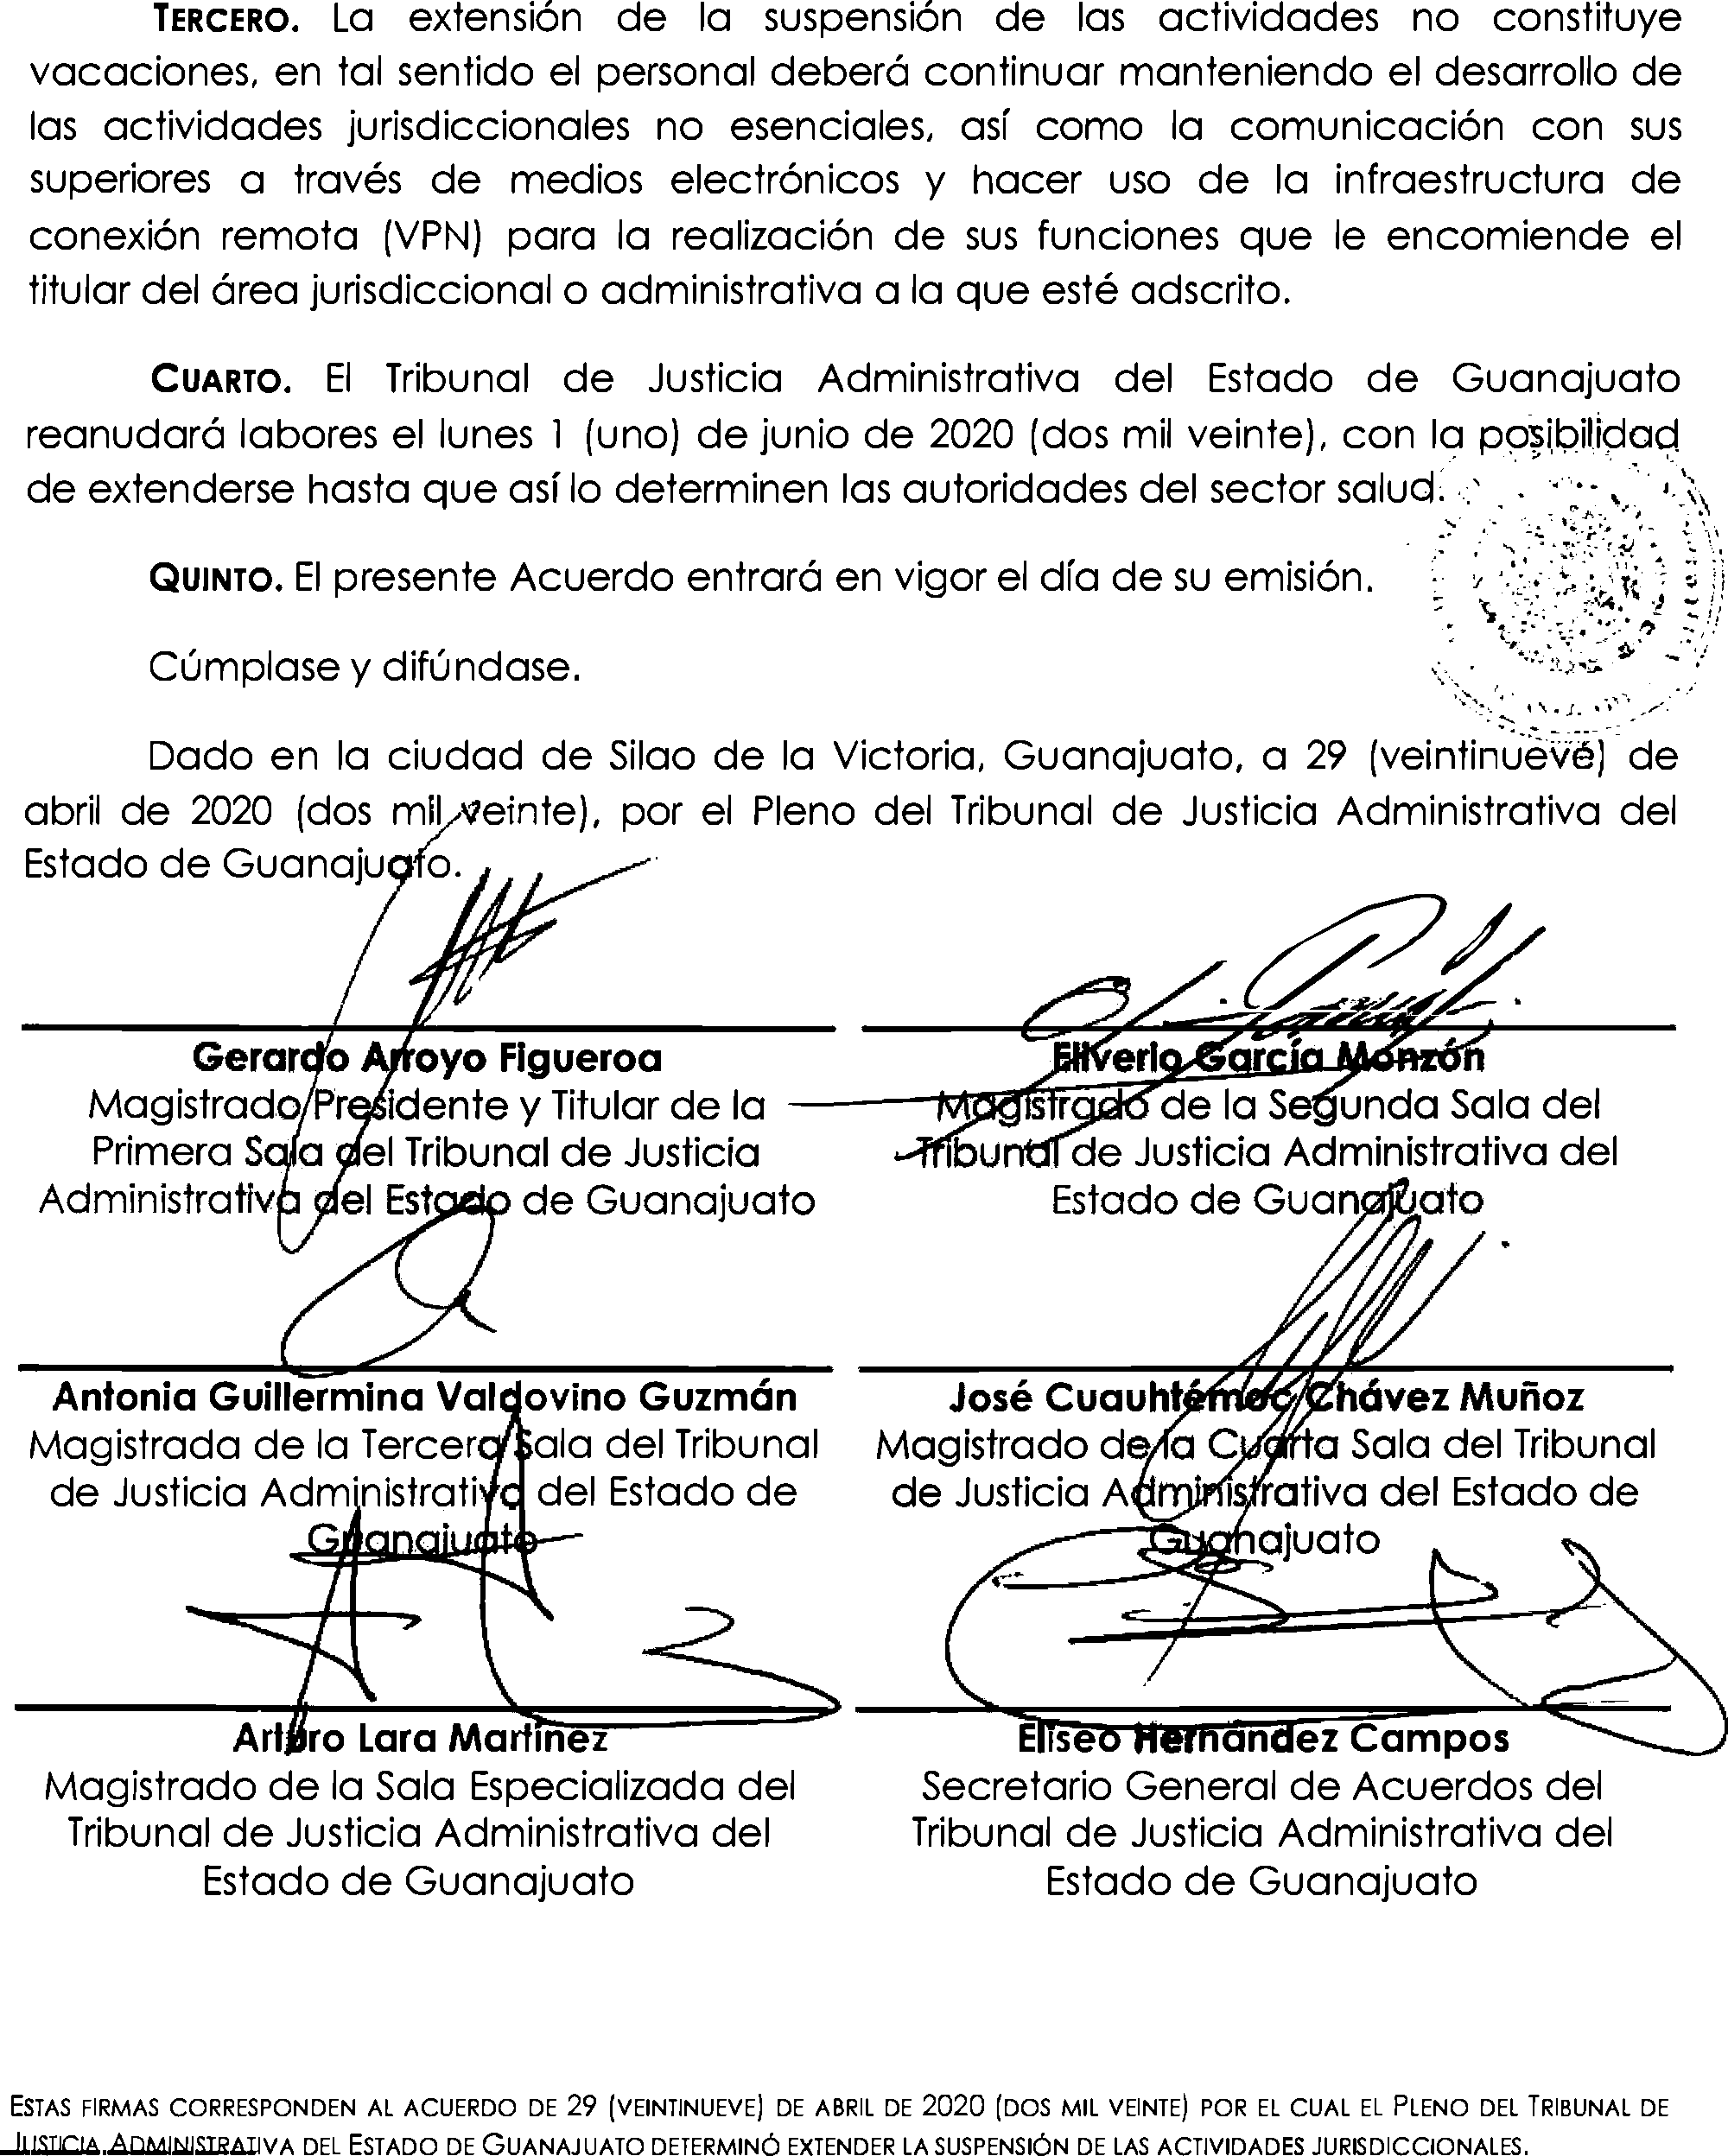 TERCERO. La extensión de la suspensión de las actividades no constituye
vacaciones, en tal sentido el personal deberá continuar manteniendo el desarrollo de
las actividades jurisdiccionales no esenciales, así como la comunicación con sus
superiores a través de medios electrónicos y hacer uso de la infraestructura de
conexión remota (VPN) para la realización de sus funciones que le encomiende el
titular del área jurisdiccional o administrativa a la que esté adscrito.
CUARTO. El Tribunal de Justicia Administrativa del Estado de Guanajuato
reanudará labores el lunes 1 (uno) de junio de 2020 (dos mil veinte), con la posibilidad
de extenderse hasta que así lo determinen las autoridades del sector salud.
QUINTO. El presente Acuerdo entrará en vigor el día de su emisión.
Cúmplase y difúndase.
Dado en la ciudad de Silao de la Victoria, Guanajuato, a 29 (veintinueve) de
abril de 2020 (dos mil veinte), por el Pleno del Tribunal de Justicia Administrativa del
Estado de Guanajuato.
Gerardo Arroyo Figueroa
Magistrado Presidente y Titular de la
Primera Sala del Tribunal de Justicia
Administrativa del Estado de Guanajuato
Eliverio García Monzón
Magistrado de la Segunda Sala del
Tribunal de Justicia Administrativa del
Estado de Guanajuato
Antonia Guillermina Valdovino Guzmán
Magistrada de la Tercera Sala del Tribunal
de Justicia Administrativa del Estado de
Guanajuato
José Cuauhtémoc Chávez Muñoz
Magistrado de la Cuarta Sala del Tribunal
de Justicia Administrativa del Estado de
Guanajuato
Arturo Lara Martínez
Magistrado de la Sala Especializada del
Tribunal de Justicia Administrativa del
Estado de Guanajuato
Eliseo Hernández Campos
Secretario General de Acuerdos del
Tribunal de Justicia Administrativa del
Estado de Guanajuato
ESTAS FIRMAS CORRESPONDEN AL ACUERDO DE 29 (VEINTINUEVE) DE ABRIL DE 2020 (DOS MIL VEINTE) POR EL CUAL EL PLENO DEL TRIBUNAL DE
JUSTICIA ADMINISTRATIVA DEL ESTADO DE GUANAJUATO DETERMINÓ EXTENDER LA SUSPENSIÓN DE LAS ACTIVIDADES JURISDICCIONALES.